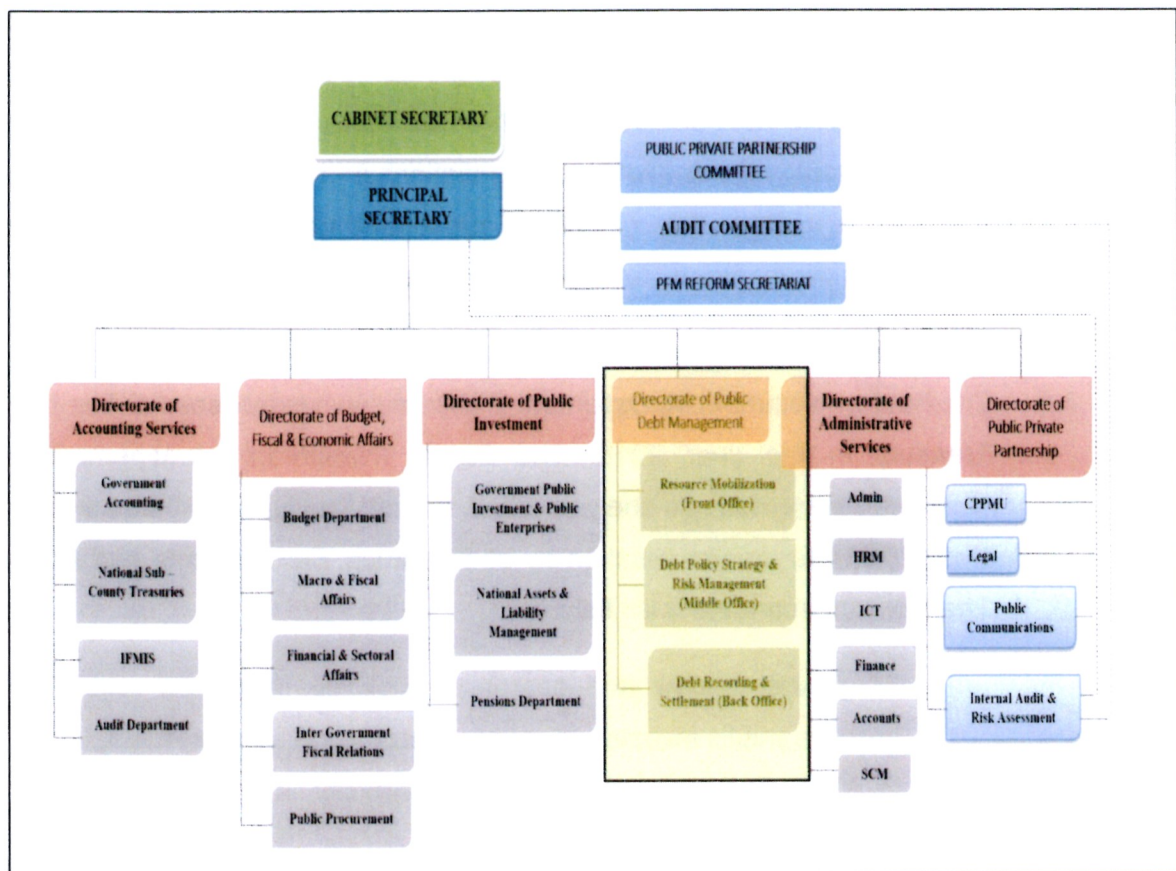 CABINET SECRETARY
PRINCIPAL
SECRETARY
PUBLIC PRIVATE PARTNERSHIP
COMMITTEE
AUDIT COMMITTEE
PFM REFORM SECRETARIAT
Directorate of
Accounting Services
Government
Accounting
National Sub –
County Treasuries
IFMIS
Audit Department
Directorate of Budget,
Fiscal & Economic Affairs
Budget Department
Macro & Fiscal
Affairs
Financial & Sectoral
Affairs
Inter Government
Fiscal Relations
Public Procurement
Directorate of Public
Investment
Government Public
Investment & Public
Enterprises
National Assets &
Liability
Management
Pensions Department
Directorate of Public
Debt Management
Resource Mobilization
(Front Office)
Debt Policy Strategy &
Risk Management
(Middle Office)
Debt Recording &
Settlement (Back Office)
Directorate of
Administrative
Services
Admin
HRM
ICT
Finance
Accounts
SCM
Directorate of
Public Private
Partnership
CPPMU
Legal
Public
Communications
Internal Audit &
Risk Assessment